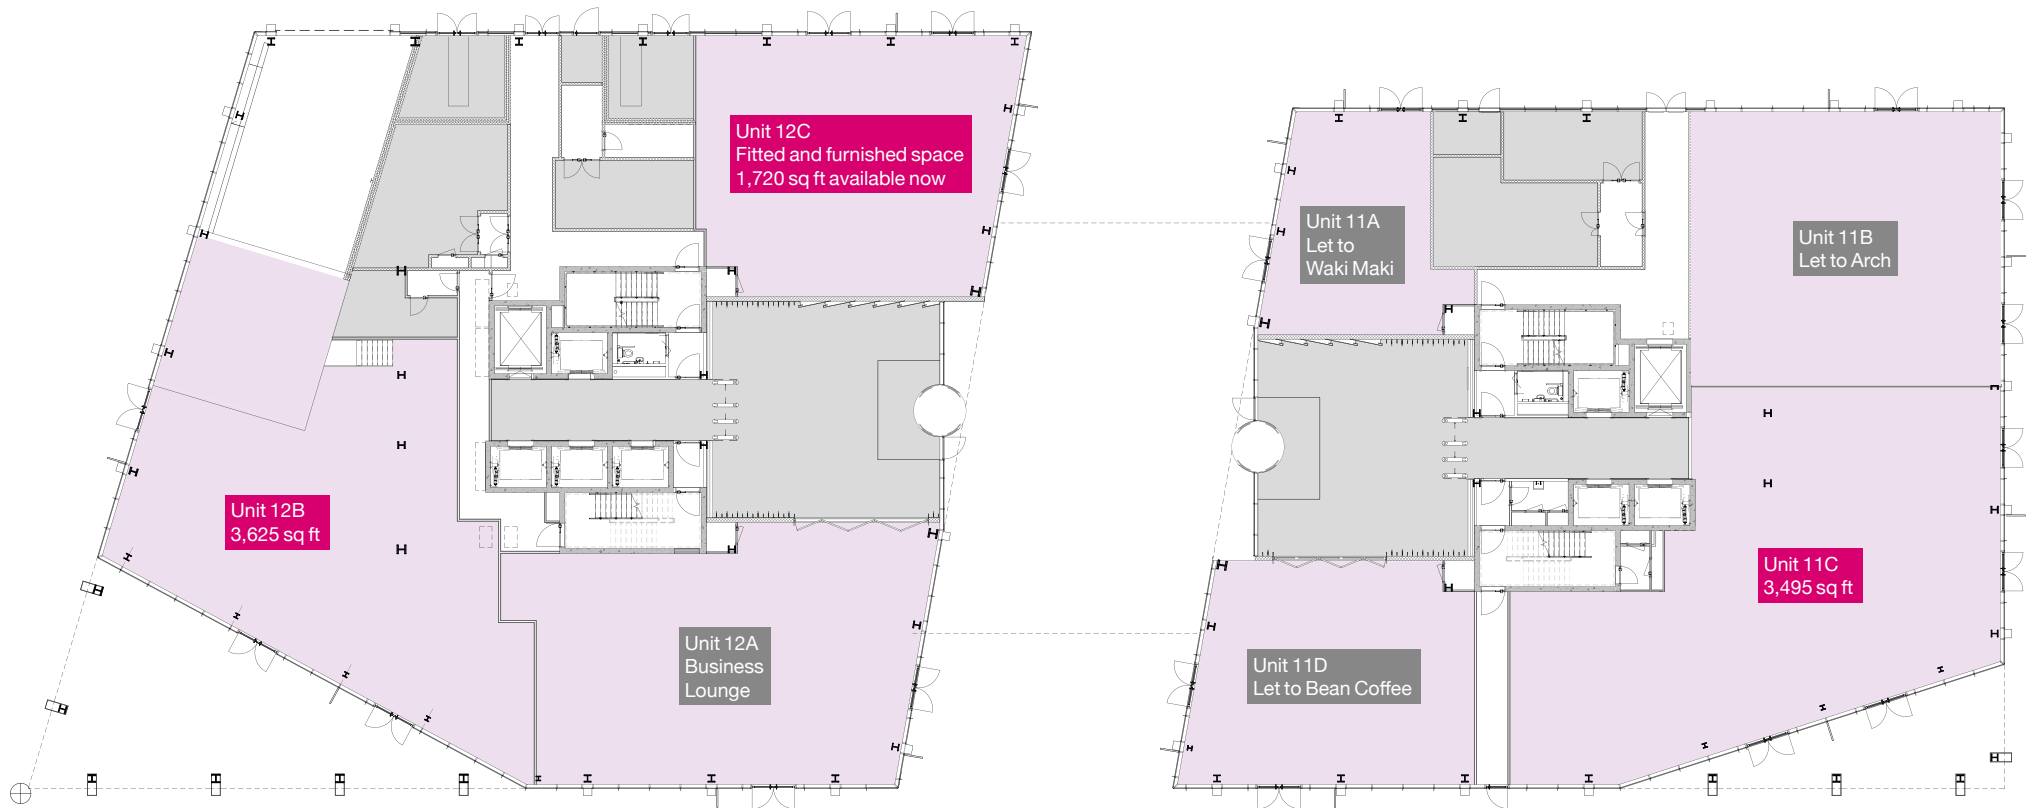 Unit 12C
Fitted and furnished space
1,720 sq ft available now
Unit 11A
Let to
Waki Maki
Unit 11B
Let to Arch
Unit 12B
3,625 sq ft
Unit 11C
3,495 sq ft
Unit 12A
Business
Lounge
Unit 11D
Let to Bean Coffee